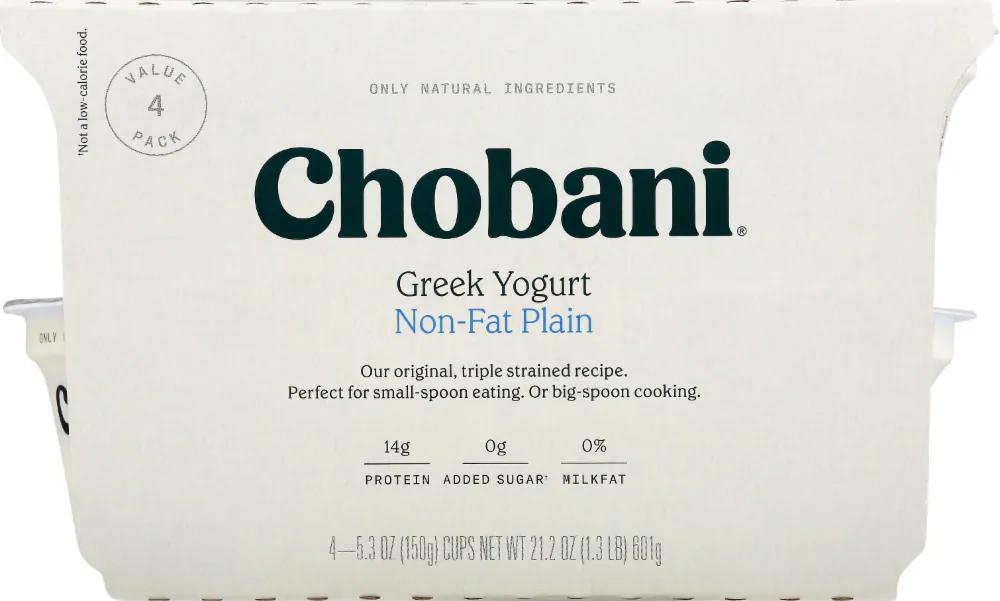 †Not a low-calorie food.
VALUE
4
PACK
ONLY NATURAL INGREDIENTS
Chobani®
Greek Yogurt
Non-Fat Plain
Our original, triple strained recipe.
Perfect for small-spoon eating. Or big-spoon cooking.
14g 0g 0%
PROTEIN ADDED SUGAR† MILKFAT
4—5.3 OZ (150g) CUPS NET WT 21.2 OZ (1.3 LB) 601g
ONLY
C